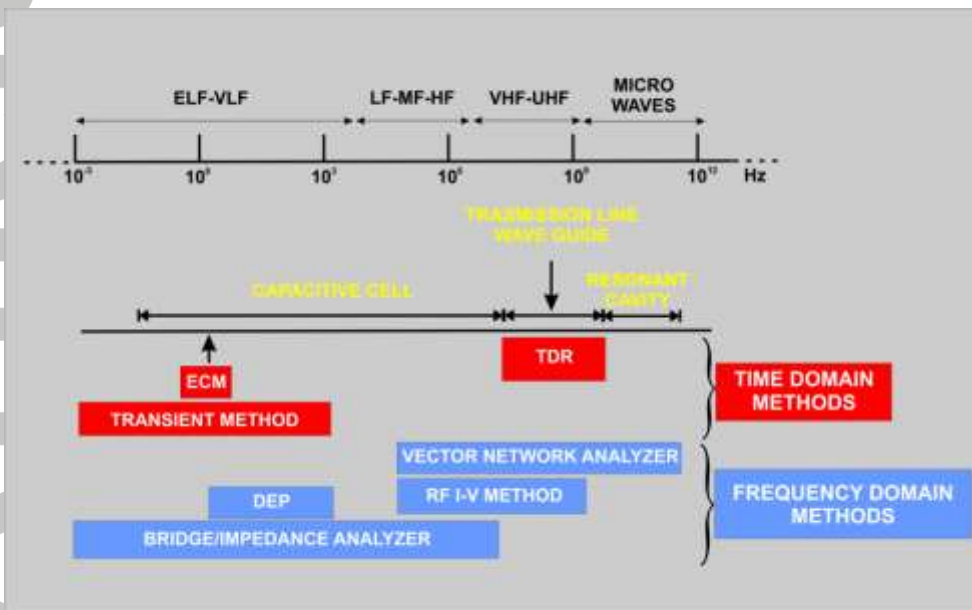 ELF-VLF
LF-MF-HF
VHF-UHF
MICRO
WAVES
10⁻³
10⁰
10³
10⁶
10⁹
10¹²
Hz
TRASMISSION LINE
WAVE GUIDE
CAPACITIVE CELL
RESONANT
CAVITY
TDR
ECM
TRANSIENT METHOD
TIME DOMAIN
METHODS
VECTOR NETWORK ANALYZER
DEP
RF I-V METHOD
BRIDGE/IMPEDANCE ANALYZER
FREQUENCY DOMAIN
METHODS